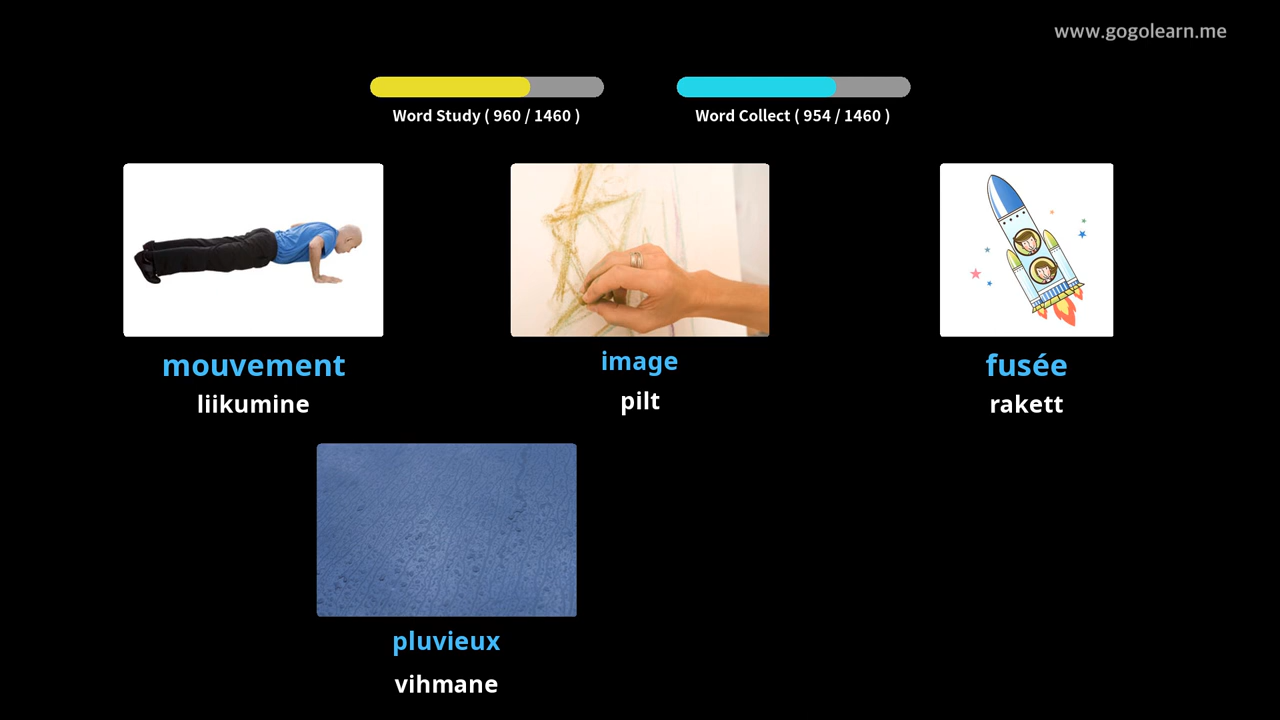 www.gogolearn.me
Word Study ( 960 / 1460 )
Word Collect ( 954 / 1460 )
mouvement
liikumine
image
pilt
fusée
rakett
pluvieux
vihmane